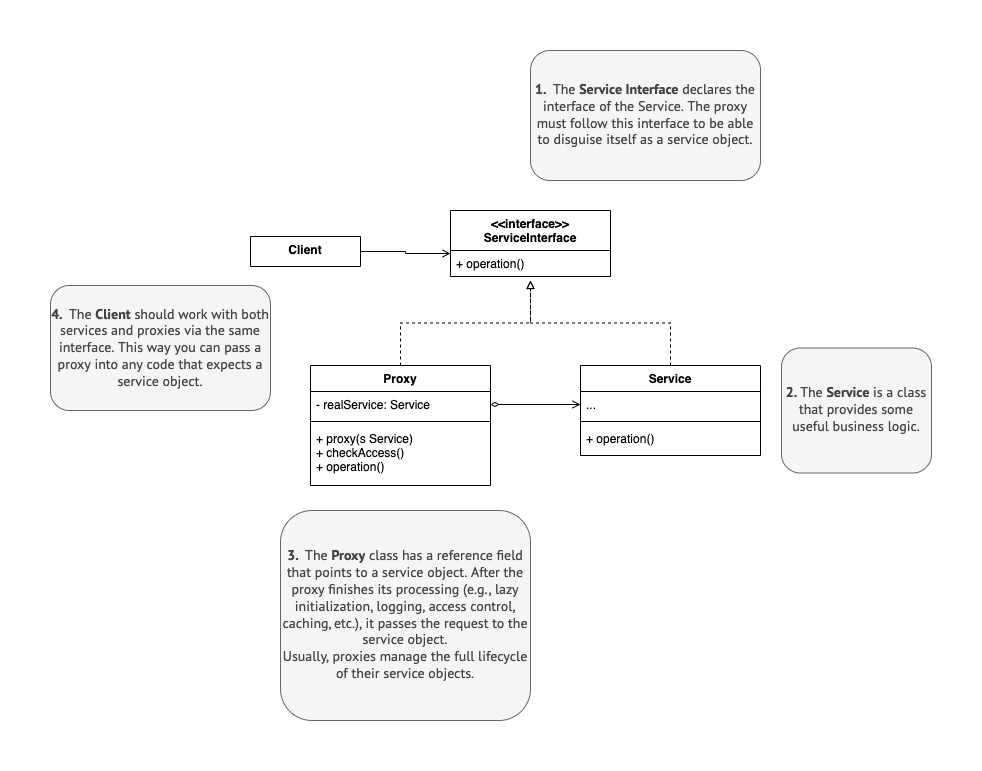 1. The Service Interface declares the
interface of the Service. The proxy
must follow this interface to be able
to disguise itself as a service object.
<<interface>>
ServiceInterface
+ operation()
Client
4. The Client should work with both
services and proxies via the same
interface. This way you can pass a
proxy into any code that expects a
service object.
Proxy
- realService: Service
+ proxy(s Service)
+ checkAccess()
+ operation()
Service
...
+ operation()
2. The Service is a class
that provides some
useful business logic.
3. The Proxy class has a reference field
that points to a service object. After the
proxy finishes its processing (e.g., lazy
initialization, logging, access control,
caching, etc.), it passes the request to the
service object.
Usually, proxies manage the full lifecycle
of their service objects.